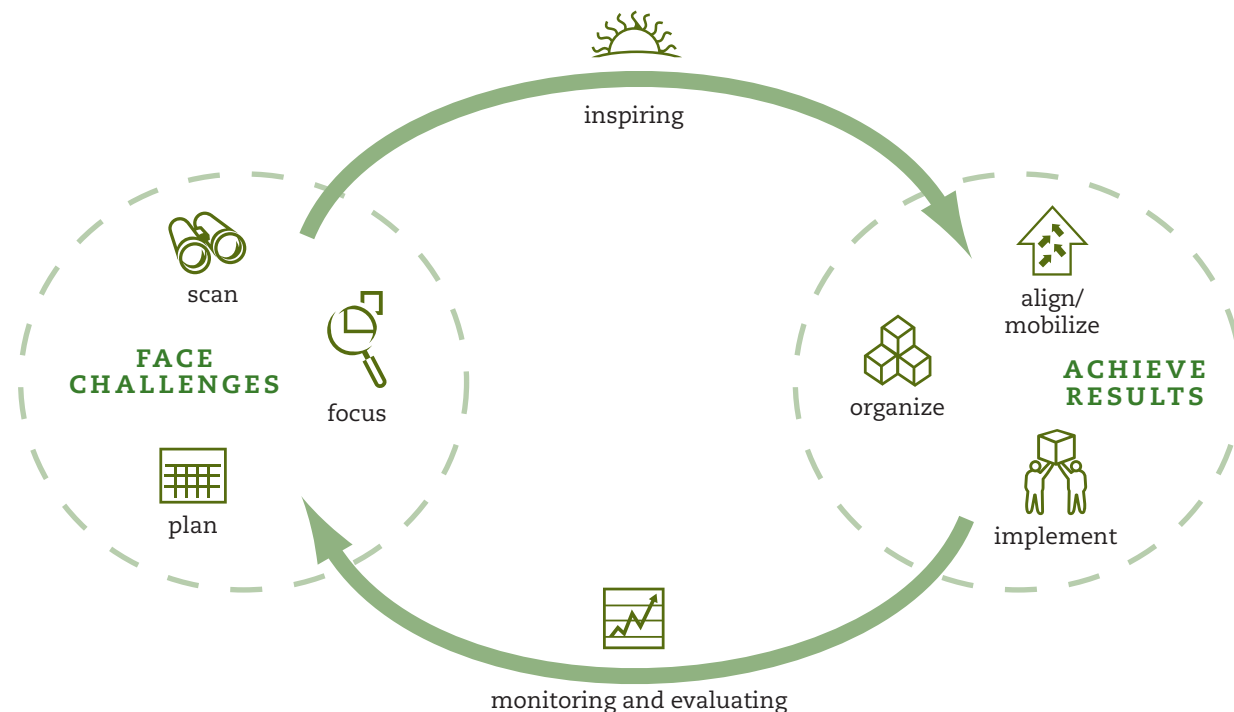 inspiring
scan
FACE
CHALLENGES
focus
plan
align/
mobilize
organize
ACHIEVE
RESULTS
implement
monitoring and evaluating